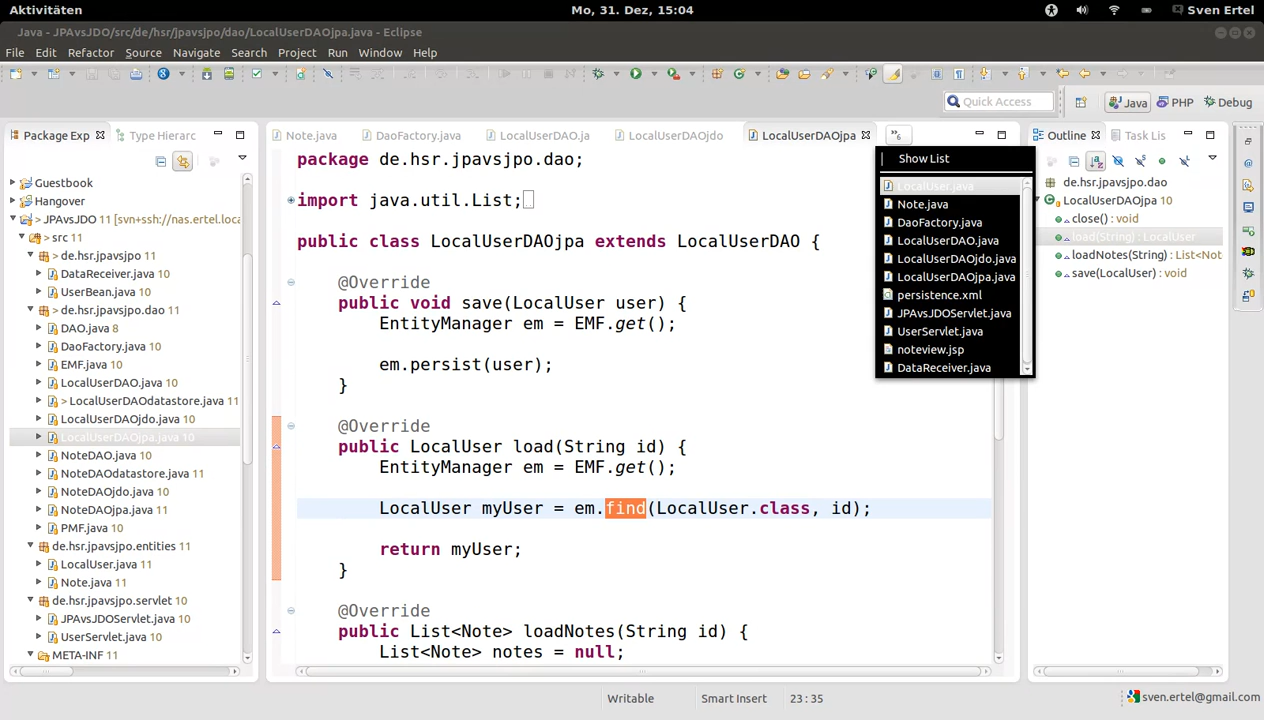 Aktivitäten
Mo, 31. Dez, 15:04
Sven Ertel
Java - JPAvsJDO/src/de/hsr/jpavsjpo/dao/LocalUserDAOjpa.java - Eclipse
File Edit Refactor Source Navigate Search Project Run Window Help
Quick Access
Java PHP Debug
Package Exp
Type Hierarc
Note.java
DaoFactory.java
LocalUserDAO.ja
LocalUserDAOjdo
LocalUserDAOjpa
6
Outline
Task Lis
Guestbook
Hangover
> JPAvsJDO 11 [svn+ssh://nas.ertel.loca
> src 11
> de.hsr.jpavsjpo 11
DataReceiver.java 10
UserBean.java 10
> de.hsr.jpavsjpo.dao 11
DAO.java 8
DaoFactory.java 10
EMF.java 10
LocalUserDAO.java 10
> LocalUserDAOdatastore.java 11
LocalUserDAOjdo.java 10
LocalUserDAOjpa.java 10
NoteDAO.java 10
NoteDAOdatastore.java 11
NoteDAOjdo.java 10
NoteDAOjpa.java 10
PMF.java 10
de.hsr.jpavsjpo.entities 10
LocalUser.java 11
Note.java 11
de.hsr.jpavsjpo.servlet 10
JPAvsJDOServlet.java 10
UserServlet.java 10
META-INF 11
package de.hsr.jpavsjpo.dao;
import java.util.List;
public class LocalUserDAOjpa extends LocalUserDAO {
@Override
public void save(LocalUser user) {
EntityManager em = EMF.get();
em.persist(user);
}
@Override
public LocalUser load(String id) {
EntityManager em = EMF.get();
LocalUser myUser = em.find(LocalUser.class, id);
return myUser;
}
@Override
public List<Note> loadNotes(String id) {
List<Note> notes = null;
Show List
LocalUser.java
Note.java
DaoFactory.java
LocalUserDAO.java
LocalUserDAOjdo.java
LocalUserDAOjpa.java
persistence.xml
JPAvsJDOServlet.java
UserServlet.java
noteview.jsp
DataReceiver.java
de.hsr.jpavsjpo.dao
LocalUserDAOjpa 10
close() : void
load(String) : LocalUser
loadNotes(String) : List<Not
save(LocalUser) : void
Writable
Smart Insert
23 : 35
sven.ertel@gmail.com